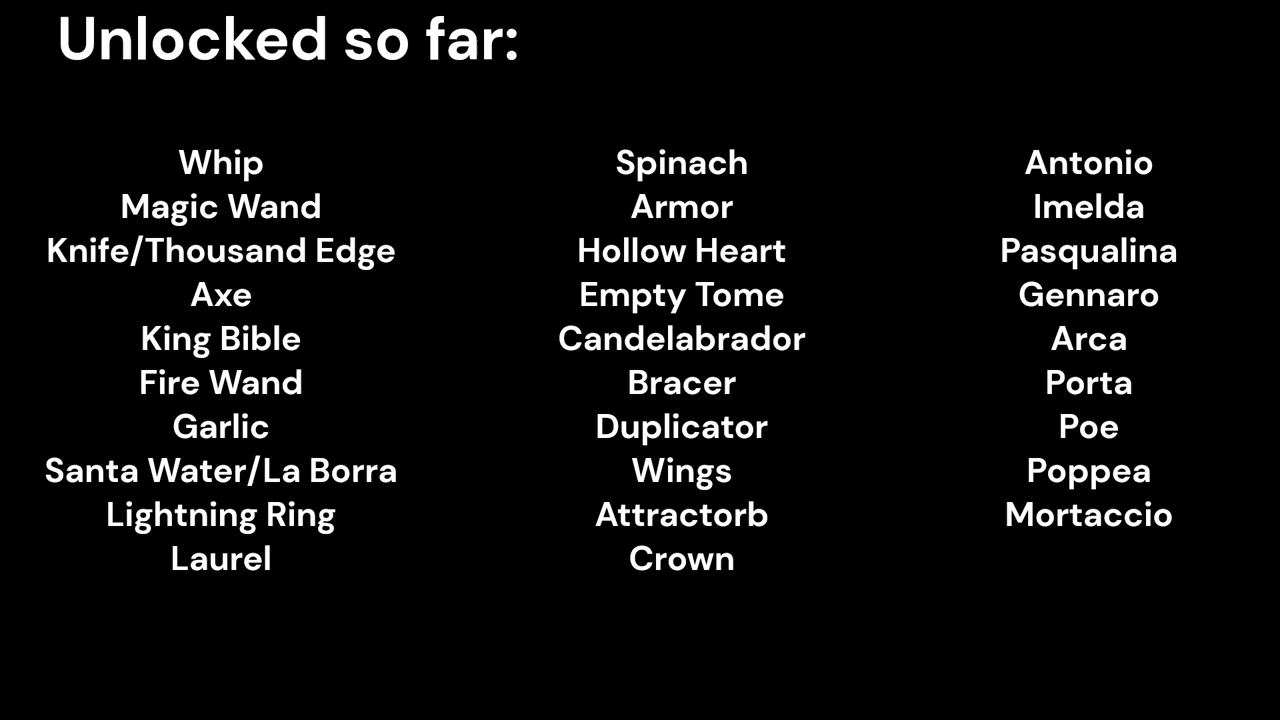 Unlocked so far:
Whip
Magic Wand
Knife/Thousand Edge
Axe
King Bible
Fire Wand
Garlic
Santa Water/La Borra
Lightning Ring
Laurel
Spinach
Armor
Hollow Heart
Empty Tome
Candelabrador
Bracer
Duplicator
Wings
Attractorb
Crown
Antonio
Imelda
Pasqualina
Gennaro
Arca
Porta
Poe
Poppea
Mortaccio